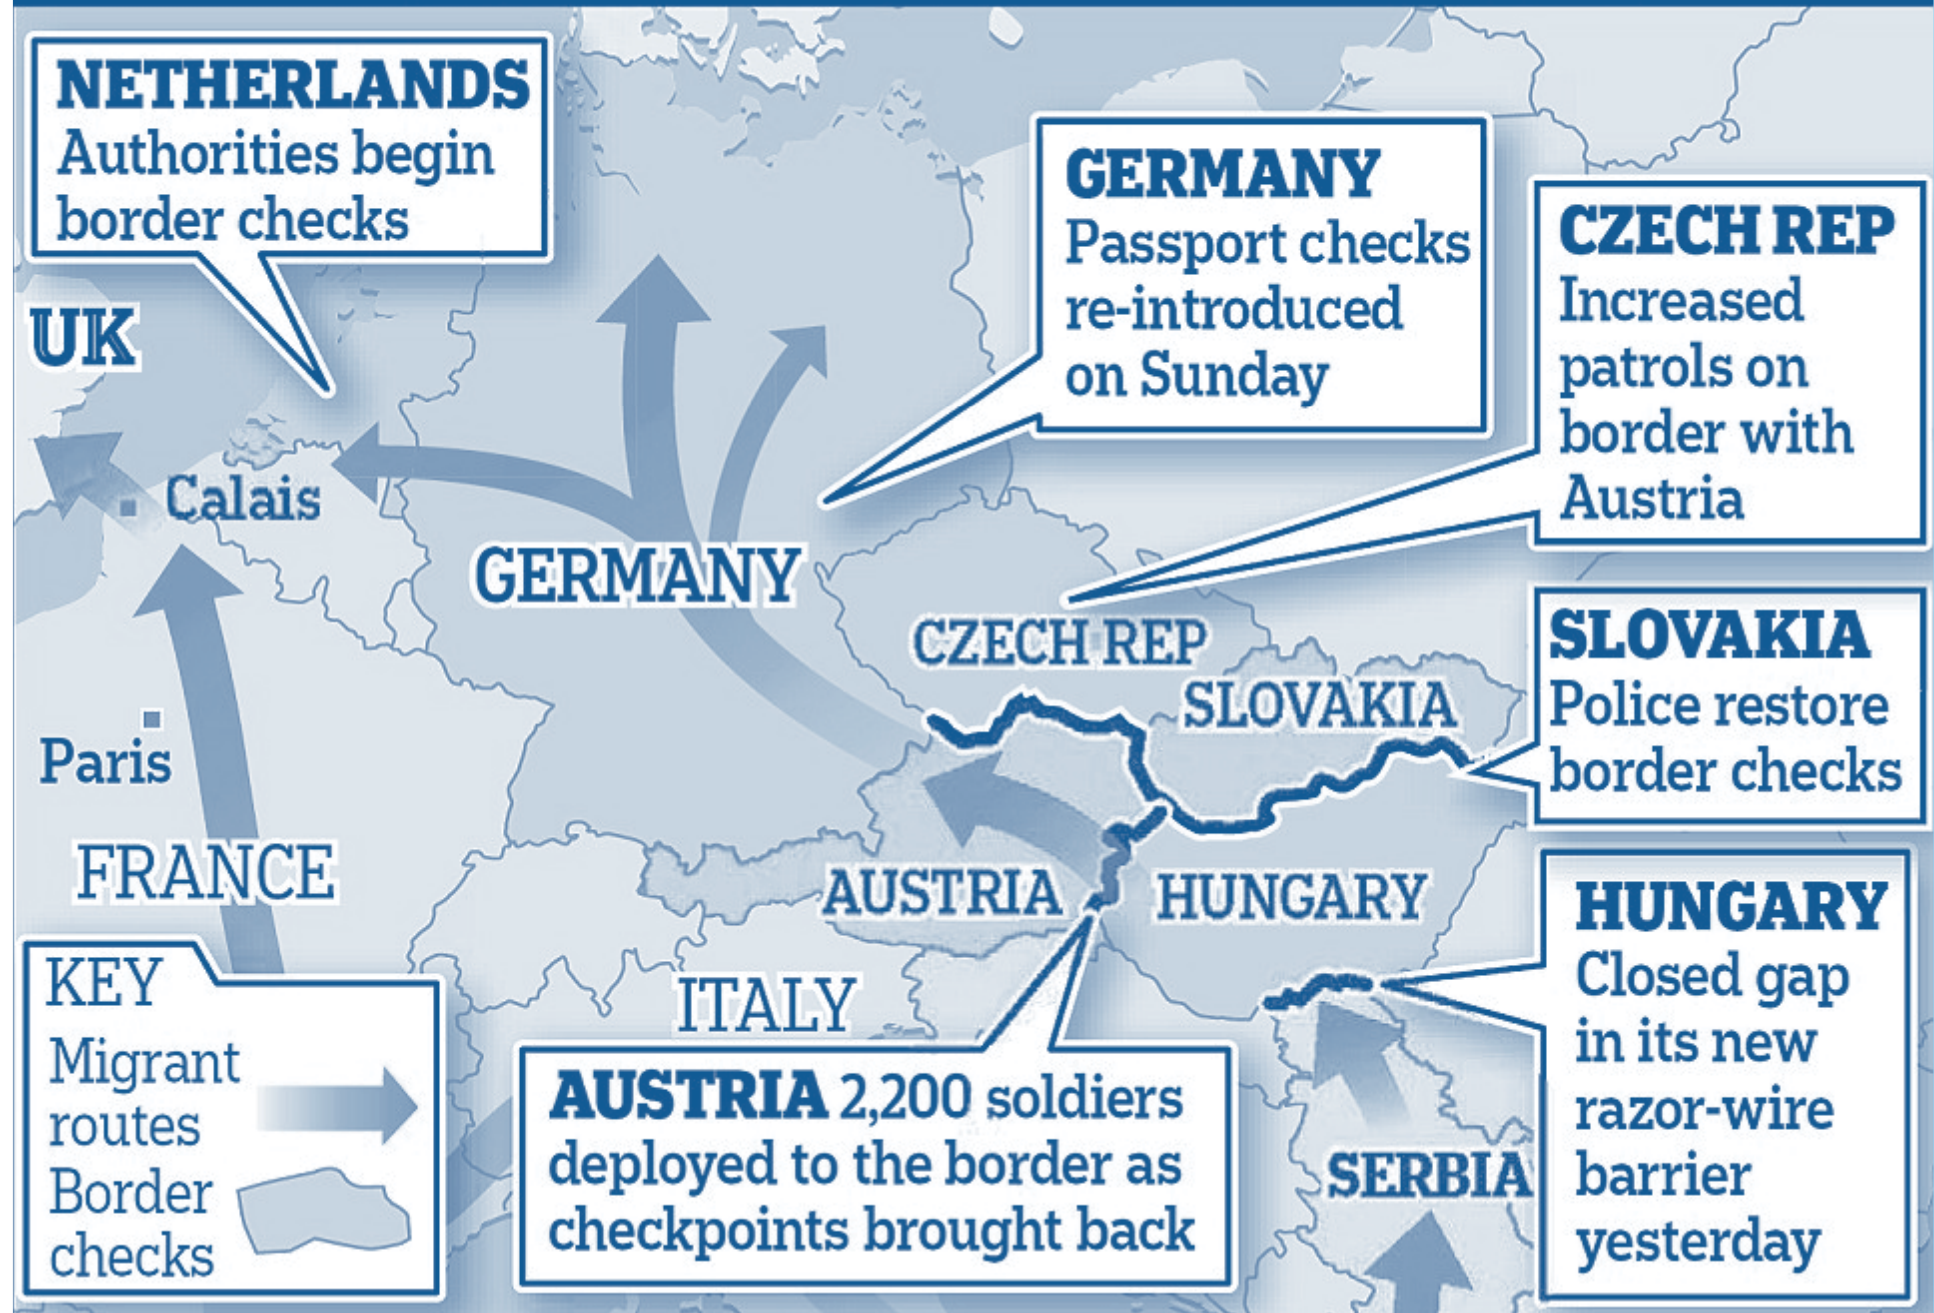 NETHERLANDS
Authorities begin
border checks
GERMANY
Passport checks
re-introduced
on Sunday
CZECH REP
Increased
patrols on
border with
Austria
UK
Calais
GERMANY
CZECH REP
SLOVAKIA
SLOVAKIA
Police restore
border checks
Paris
FRANCE
AUSTRIA
HUNGARY
HUNGARY
Closed gap
in its new
razor-wire
barrier
yesterday
ITALY
KEY
Migrant
routes
Border
checks
AUSTRIA 2,200 soldiers
deployed to the border as
checkpoints brought back
SERBIA